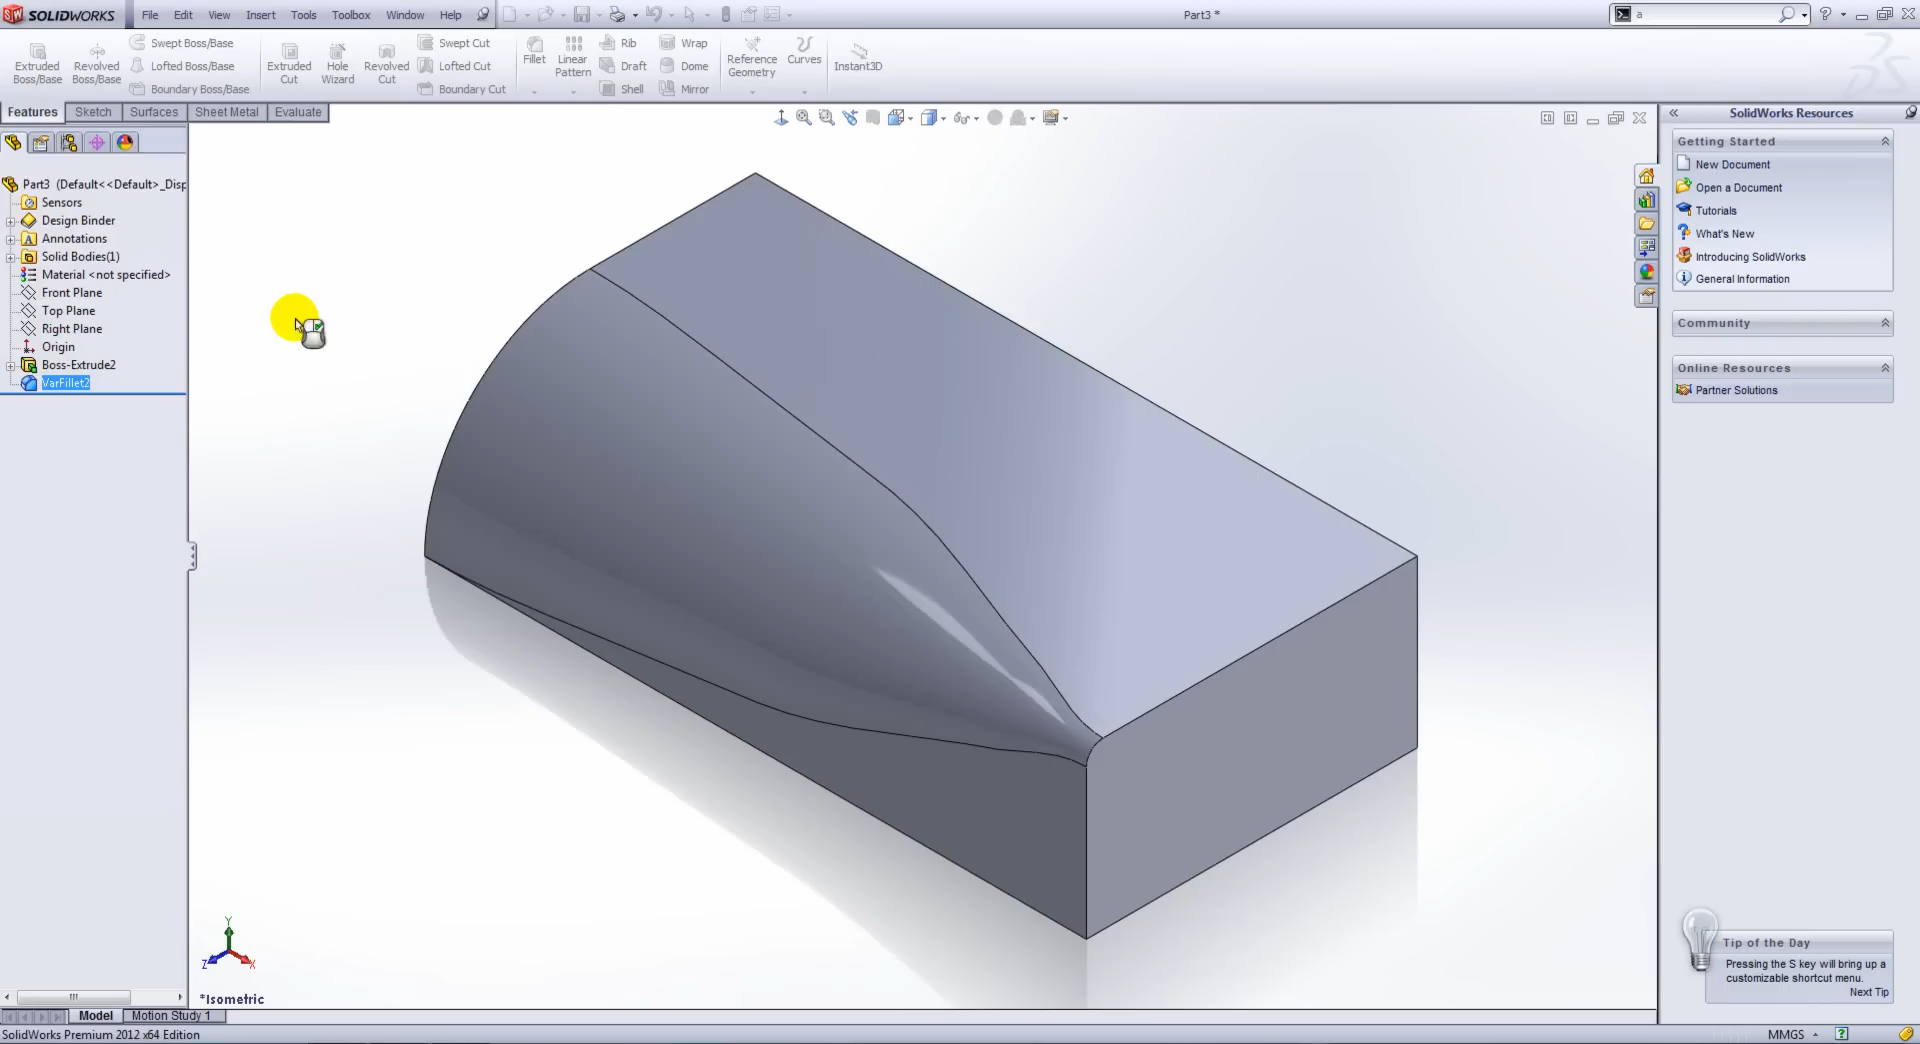 SW SOLIDWORKS File Edit View Insert Tools Toolbox Window Help Part3 * a ?
Extruded Boss/Base
Revolved Boss/Base
Swept Boss/Base
Lofted Boss/Base
Boundary Boss/Base
Extruded Cut
Hole Wizard
Revolved Cut
Swept Cut
Lofted Cut
Boundary Cut
Fillet
Linear Pattern
Rib
Draft
Shell
Wrap
Dome
Mirror
Reference Geometry
Curves
Instant3D
Features Sketch Surfaces Sheet Metal Evaluate
Part3 (Default<<Default>_Disp
Sensors
Design Binder
Annotations
Solid Bodies(1)
Material <not specified>
Front Plane
Top Plane
Right Plane
Origin
Boss-Extrude2
VarFillet2
SolidWorks Resources
Getting Started
New Document
Open a Document
Tutorials
What's New
Introducing SolidWorks
General Information
Community
Online Resources
Partner Solutions
Tip of the Day
Pressing the S key will bring up a
customizable shortcut menu.
Next Tip
Y
Z
X
*Isometric
Model Motion Study 1
SolidWorks Premium 2012 x64 Edition MMGS ?